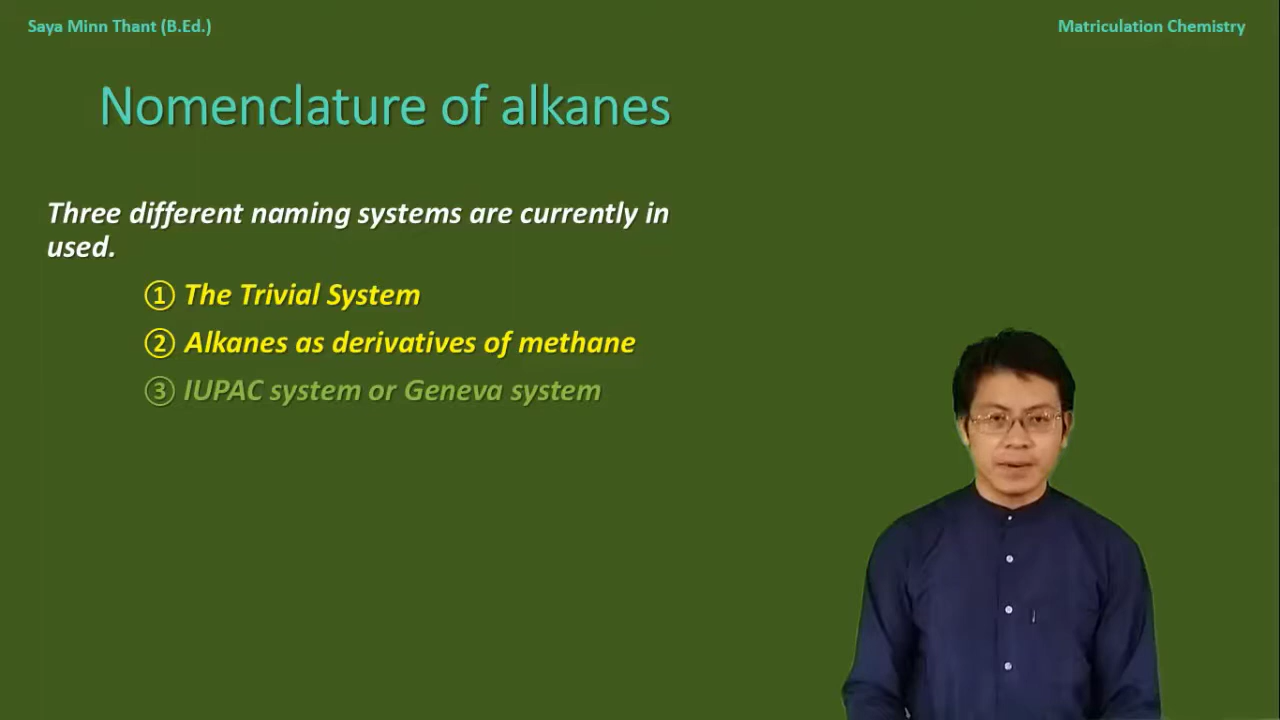 Saya Minn Thant (B.Ed.)
Matriculation Chemistry
Nomenclature of alkanes
Three different naming systems are currently in
used.
① The Trivial System
② Alkanes as derivatives of methane
③ IUPAC system or Geneva system